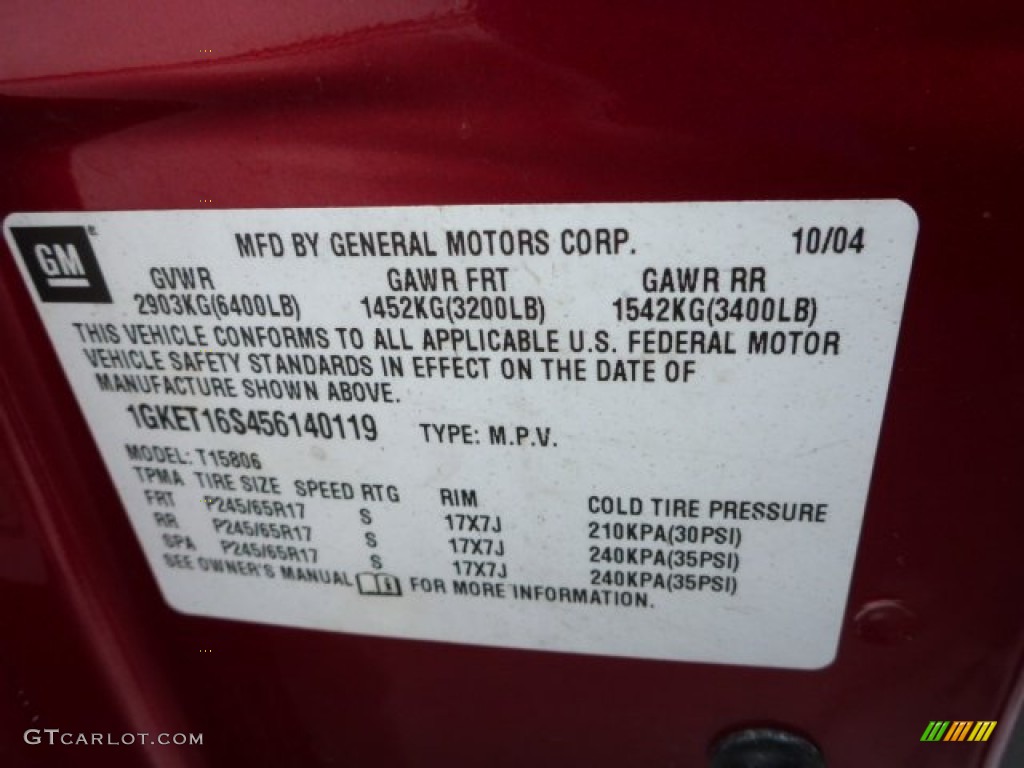 GM
MFD BY GENERAL MOTORS CORP. 10/04
GVWR GAWR FRT GAWR RR
2903KG(6400LB) 1452KG(3200LB) 1542KG(3400LB)
THIS VEHICLE CONFORMS TO ALL APPLICABLE U.S. FEDERAL MOTOR
VEHICLE SAFETY STANDARDS IN EFFECT ON THE DATE OF
MANUFACTURE SHOWN ABOVE.
1GKET16S456140119 TYPE: M.P.V.
MODEL: T15806
TPMA TIRE SIZE SPEED RTG RIM COLD TIRE PRESSURE
FRT P245/65R17 S 17X7J 210KPA(30PSI)
RR P245/65R17 S 17X7J 240KPA(35PSI)
SPA P245/65R17 S 17X7J 240KPA(35PSI)
SEE OWNER'S MANUAL FOR MORE INFORMATION.
GTCARLOT.COM